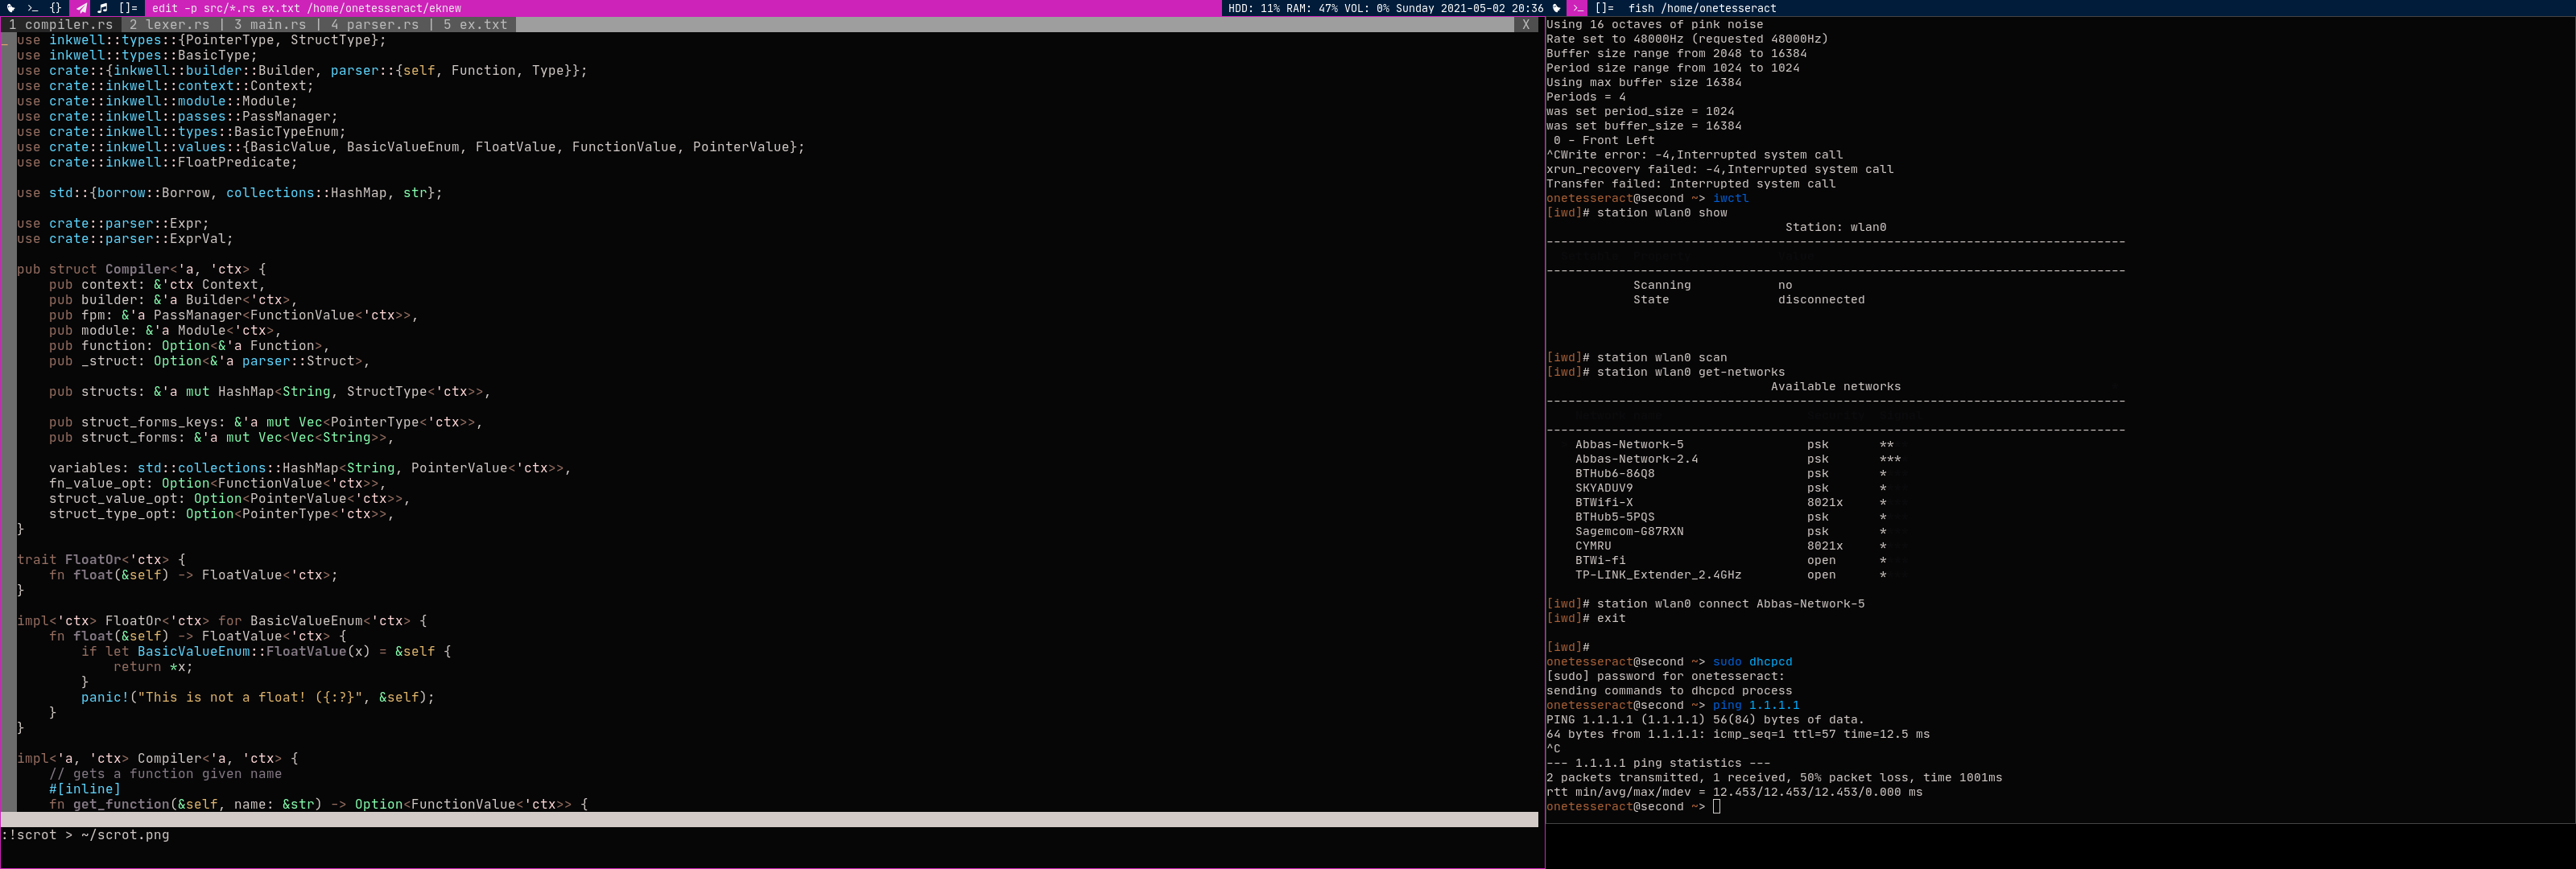 >_ {} []= edit -p src/*.rs ex.txt /home/onetesseract/eknew
HDD: 11% RAM: 47% VOL: 0% Sunday 2021-05-02 20:36
>_ []= fish /home/onetesseract
1 compiler.rs 2 lexer.rs | 3 main.rs | 4 parser.rs | 5 ex.txt X
use inkwell::types::{PointerType, StructType};
use inkwell::types::BasicType;
use crate::{inkwell::builder::Builder, parser::{self, Function, Type}};
use crate::inkwell::context::Context;
use crate::inkwell::module::Module;
use crate::inkwell::passes::PassManager;
use crate::inkwell::types::BasicTypeEnum;
use crate::inkwell::values::{BasicValue, BasicValueEnum, FloatValue, FunctionValue, PointerValue};
use crate::inkwell::FloatPredicate;
use std::{borrow::Borrow, collections::HashMap, str};
use crate::parser::Expr;
use crate::parser::ExprVal;
pub struct Compiler<'a, 'ctx> {
    pub context: &'ctx Context,
    pub builder: &'a Builder<'ctx>,
    pub fpm: &'a PassManager<FunctionValue<'ctx>>,
    pub module: &'a Module<'ctx>,
    pub function: Option<&'a Function>,
    pub _struct: Option<&'a parser::Struct>,
    pub structs: &'a mut HashMap<String, StructType<'ctx>>,
    pub struct_forms_keys: &'a mut Vec<PointerType<'ctx>>,
    pub struct_forms: &'a mut Vec<Vec<String>>,
    variables: std::collections::HashMap<String, PointerValue<'ctx>>,
    fn_value_opt: Option<FunctionValue<'ctx>>,
    struct_value_opt: Option<PointerValue<'ctx>>,
    struct_type_opt: Option<PointerType<'ctx>>,
}
trait FloatOr<'ctx> {
    fn float(&self) -> FloatValue<'ctx>;
}
impl<'ctx> FloatOr<'ctx> for BasicValueEnum<'ctx> {
    fn float(&self) -> FloatValue<'ctx> {
        if let BasicValueEnum::FloatValue(x) = &self {
            return *x;
        }
        panic!("This is not a float! ({:?}", &self);
    }
}
impl<'a, 'ctx> Compiler<'a, 'ctx> {
    // gets a function given name
    #[inline]
    fn get_function(&self, name: &str) -> Option<FunctionValue<'ctx>> {
:!scrot > ~/scrot.png
Using 16 octaves of pink noise
Rate set to 48000Hz (requested 48000Hz)
Buffer size range from 2048 to 16384
Period size range from 1024 to 1024
Using max buffer size 16384
Periods = 4
was set period_size = 1024
was set buffer_size = 16384
 0 - Front Left
^CWrite error: -4,Interrupted system call
xrun_recovery failed: -4,Interrupted system call
Transfer failed: Interrupted system call
onetesseract@second ~> iwctl
[iwd]# station wlan0 show
Station: wlan0
--------------------------------------------------------------------------------
--------------------------------------------------------------------------------
Scanning no
State disconnected
[iwd]# station wlan0 scan
[iwd]# station wlan0 get-networks
Available networks
--------------------------------------------------------------------------------
--------------------------------------------------------------------------------
Abbas-Network-5 psk **
Abbas-Network-2.4 psk ***
BTHub6-86Q8 psk *
SKYADUV9 psk *
BTWifi-X 8021x *
BTHub5-5PQS psk *
Sagemcom-G87RXN psk *
CYMRU 8021x *
BTWi-fi open *
TP-LINK_Extender_2.4GHz open *
[iwd]# station wlan0 connect Abbas-Network-5
[iwd]# exit
[iwd]#
onetesseract@second ~> sudo dhcpcd
[sudo] password for onetesseract:
sending commands to dhcpcd process
onetesseract@second ~> ping 1.1.1.1
PING 1.1.1.1 (1.1.1.1) 56(84) bytes of data.
64 bytes from 1.1.1.1: icmp_seq=1 ttl=57 time=12.5 ms
^C
--- 1.1.1.1 ping statistics ---
2 packets transmitted, 1 received, 50% packet loss, time 1001ms
rtt min/avg/max/mdev = 12.453/12.453/12.453/0.000 ms
onetesseract@second ~>